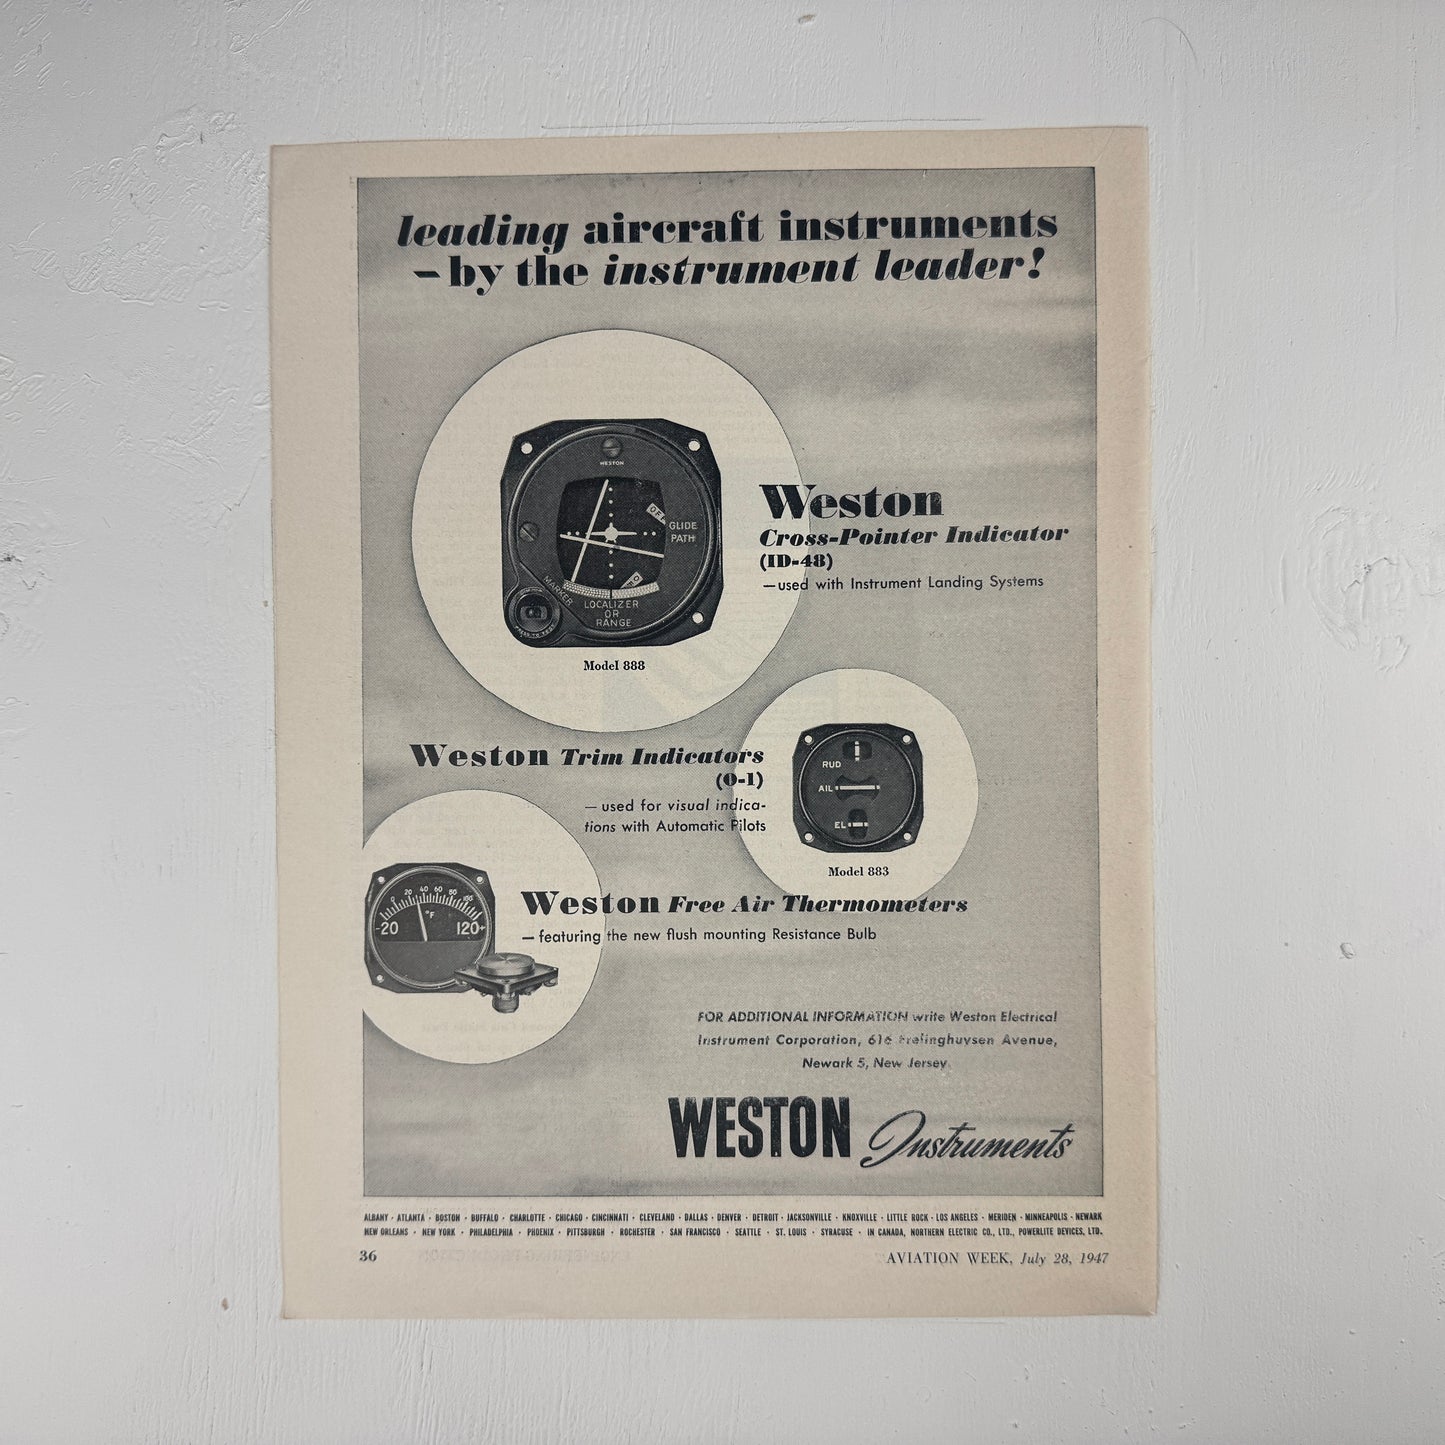 leading aircraft instruments
– by the instrument leader!
WESTON
OFF
GLIDE
PATH
MARKER
LOCALIZER
OR
RANGE
PRESS-TO-TEST
Model 888
Weston
Cross-Pointer Indicator
(ID-48)
—used with Instrument Landing Systems
Weston Trim Indicators
(O-1)
— used for visual indica-
tions with Automatic Pilots
RUD
AIL
EL
Model 883
0 20 40 60 80 100
°F
-20 120+
Weston Free Air Thermometers
— featuring the new flush mounting Resistance Bulb
FOR ADDITIONAL INFORMATION write Weston Electrical
Instrument Corporation, 616 Frelinghuysen Avenue,
Newark 5, New Jersey.
WESTON Instruments
ALBANY · ATLANTA · BOSTON · BUFFALO · CHARLOTTE · CHICAGO · CINCINNATI · CLEVELAND · DALLAS · DENVER · DETROIT · JACKSONVILLE · KNOXVILLE · LITTLE ROCK · LOS ANGELES · MERIDEN · MINNEAPOLIS · NEWARK
NEW ORLEANS · NEW YORK · PHILADELPHIA · PHOENIX · PITTSBURGH · ROCHESTER · SAN FRANCISCO · SEATTLE · ST. LOUIS · SYRACUSE · IN CANADA, NORTHERN ELECTRIC CO., LTD., POWERLITE DEVICES, LTD.
36
AVIATION WEEK, July 28, 1947